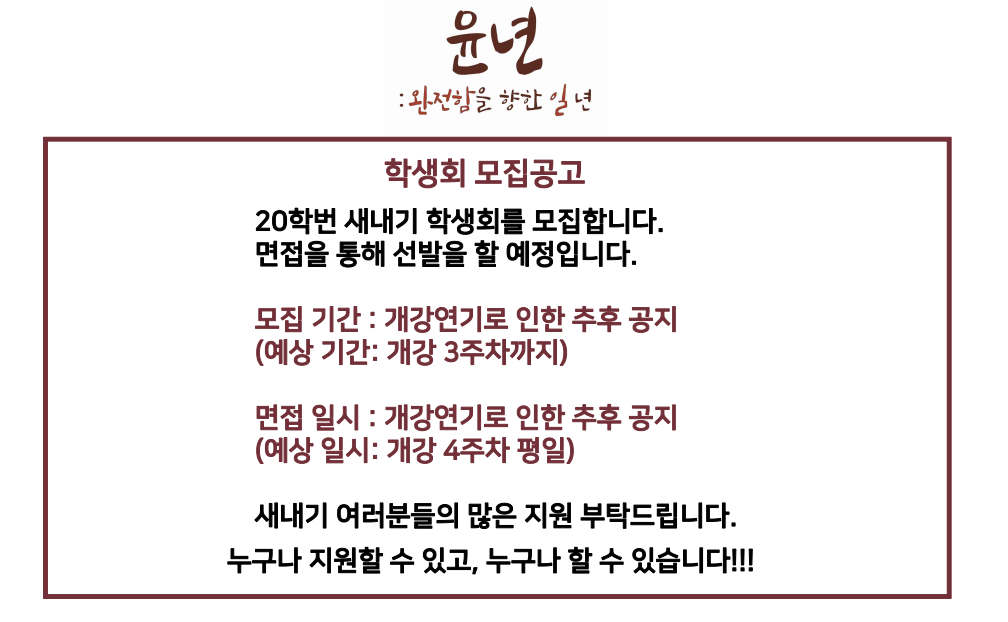 윤년
: 완전함을 향한 일년
학생회 모집공고
20학번 새내기 학생회를 모집합니다.
면접을 통해 선발을 할 예정입니다.
모집 기간 : 개강연기로 인한 추후 공지
(예상 기간: 개강 3주차까지)
면접 일시 : 개강연기로 인한 추후 공지
(예상 일시: 개강 4주차 평일)
새내기 여러분들의 많은 지원 부탁드립니다.
누구나 지원할 수 있고, 누구나 할 수 있습니다!!!